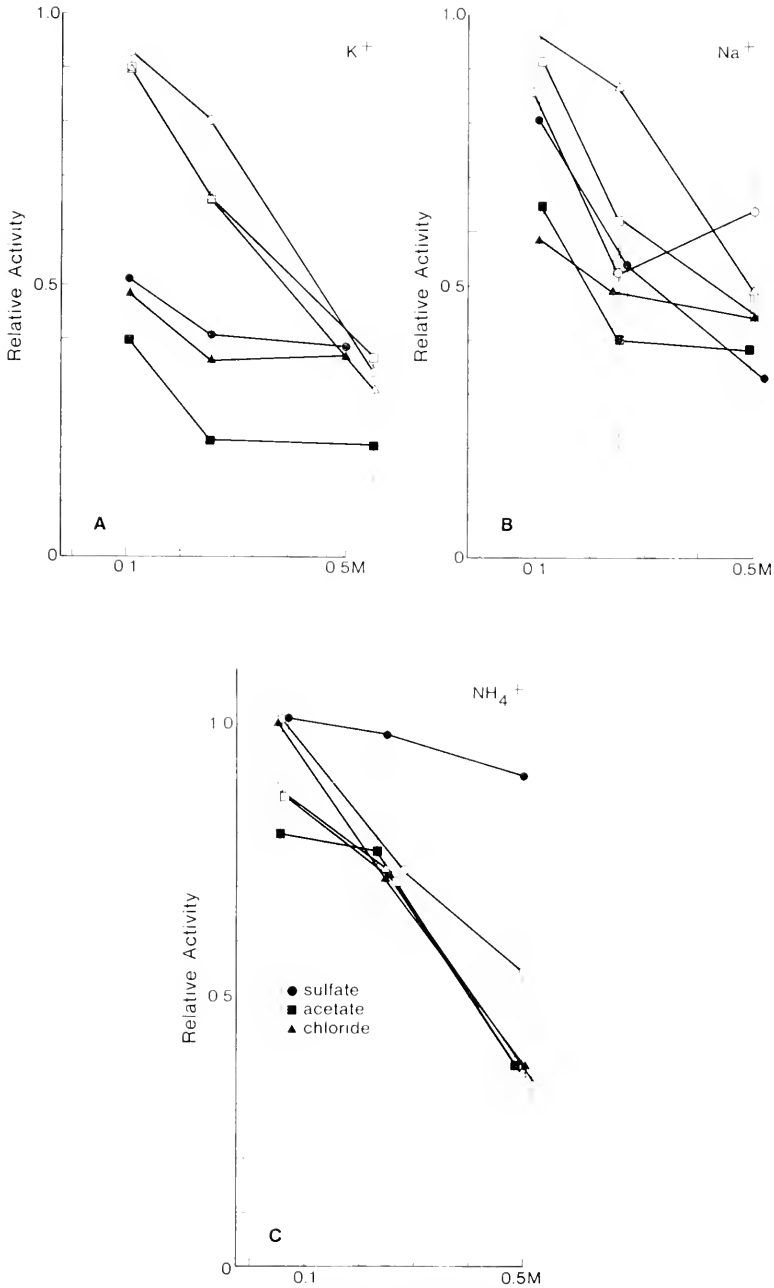 1.0
K+
Relative Activity
0.5
A
0
0 1
0 5M
1.0
Na+
Relative Activity
0.5
B
0
0 1
0.5M
NH4+
1 0
Relative Activity
0 5
● sulfate
■ acetate
▲ chloride
C
0
0.1
0.5M